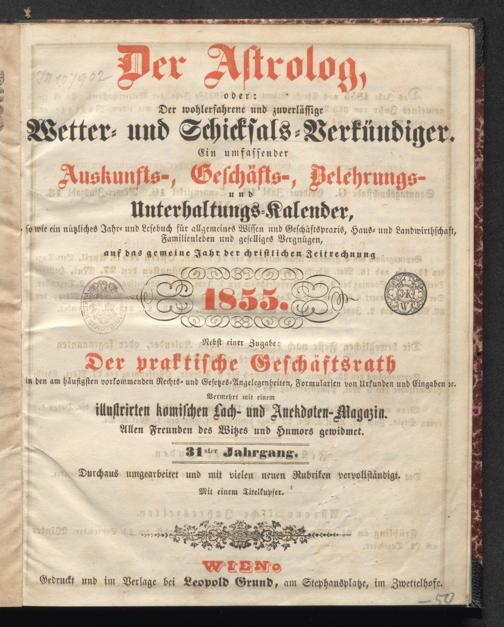 Der Astrolog,
oder:
Der wohlerfahrene und zuverlässige
Wetter- und Schicksals-Verkündiger.
Ein umfassender
Auskunfts-, Geschäfts-, Belehrungs-
und
Unterhaltungs-Kalender,
so wie ein nützliches Jahr- und Lesebuch für allgemeines Wissen und Geschäftspraxis, Haus- und Landwirthschaft,
Familienleben und geselliges Vergnügen,
auf das gemeine Jahr der christlichen Zeitrechnung
1855.
Nebst einer Zugabe:
Der praktische Geschäftsrath
in den am häufigsten vorkommenden Rechts- und Gesetzes-Angelegenheiten, Formularien von Urkunden und Eingaben ꝛc.
Vermehrt mit einem
illustrirten komischen Lach- und Anekdoten-Magazin.
Allen Freunden des Witzes und Humors gewidmet.
31ster Jahrgang.
Durchaus umgearbeitet und mit vielen neuen Rubriken vervollständigt.
Mit einem Titelkupfer.
WIEN.
Gedruckt und im Verlage bei Leopold Grund, am Stephansplatze, im Zwettelhofe.
—50